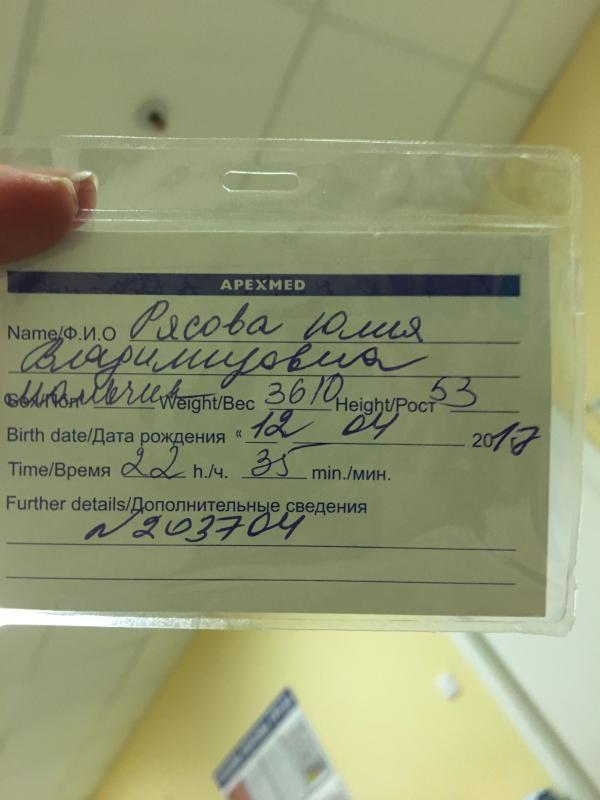 APEXMED
Name/Ф.И.О Рясова Юлия
Владимировна
Sex/Пол мальчик Weight/Вес 3610 Height/Рост 53
Birth date/Дата рождения « 12 04 2017
Time/Время 22 h./ч. 35 min./мин.
Further details/Дополнительные сведения
N203704